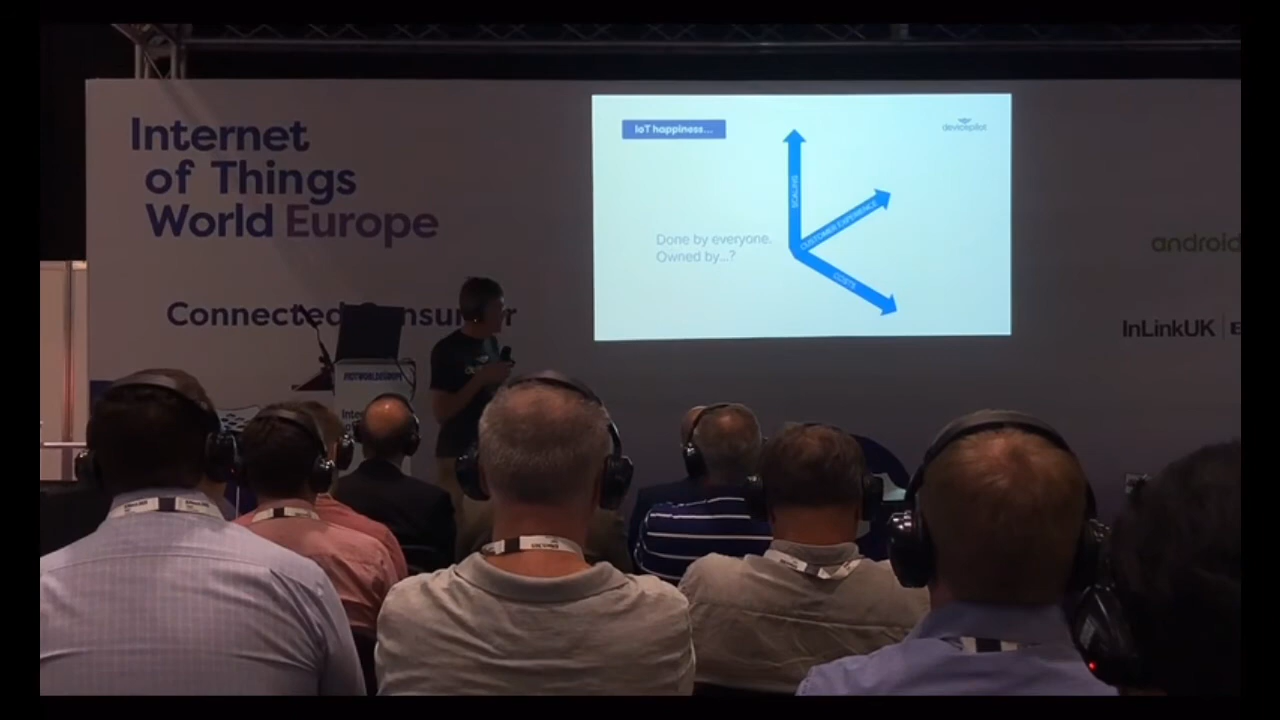 Internet
of Things
World Europe
Connected
IoT happiness...
devicepilot
SCALING
CUSTOMER EXPERIENCE
COSTS
Done by everyone.
Owned by...?
android
InLinkUK
#IOTWORLDEUROPE